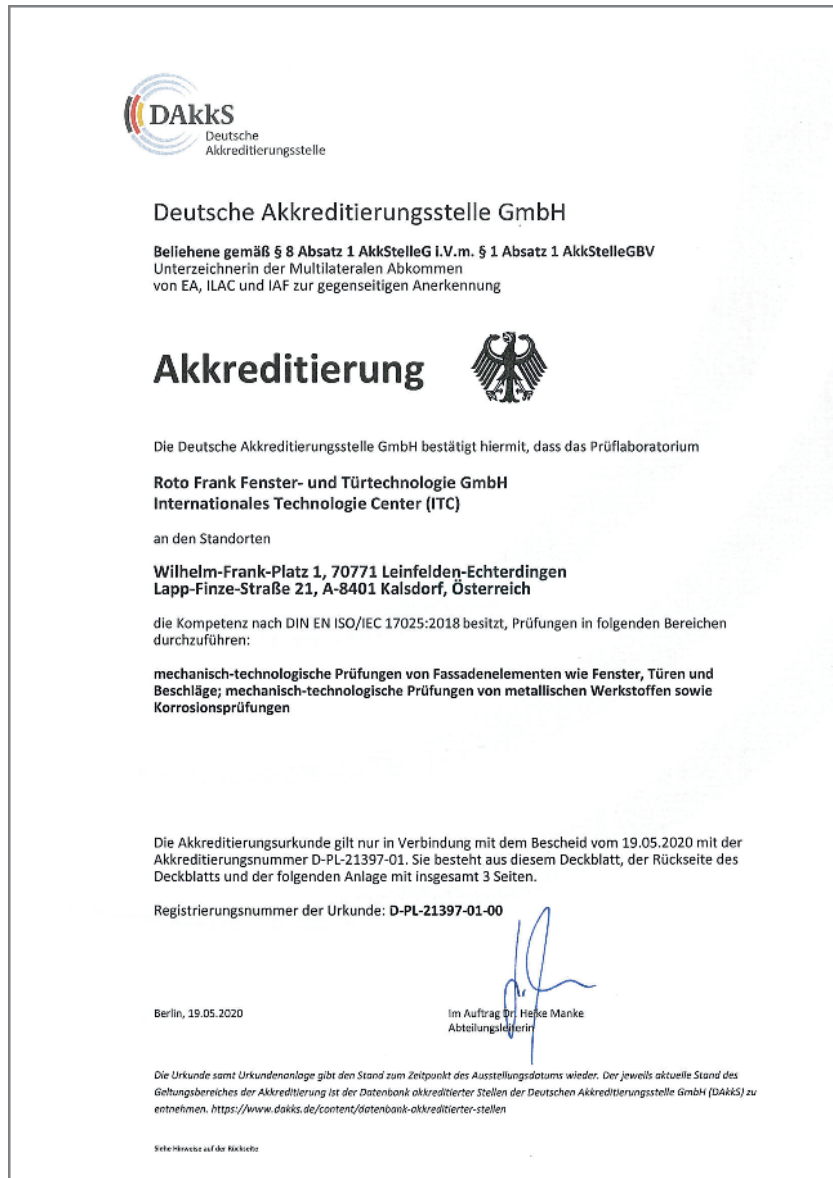 DAkkS
Deutsche
Akkreditierungsstelle
Deutsche Akkreditierungsstelle GmbH
Beliehene gemäß § 8 Absatz 1 AkkStelleG i.V.m. § 1 Absatz 1 AkkStelleGBV
Unterzeichnerin der Multilateralen Abkommen
von EA, ILAC und IAF zur gegenseitigen Anerkennung
Akkreditierung
Die Deutsche Akkreditierungsstelle GmbH bestätigt hiermit, dass das Prüflaboratorium
Roto Frank Fenster- und Türtechnologie GmbH
Internationales Technologie Center (ITC)
an den Standorten
Wilhelm-Frank-Platz 1, 70771 Leinfelden-Echterdingen
Lapp-Finze-Straße 21, A-8401 Kalsdorf, Österreich
die Kompetenz nach DIN EN ISO/IEC 17025:2018 besitzt, Prüfungen in folgenden Bereichen
durchzuführen:
mechanisch-technologische Prüfungen von Fassadenelementen wie Fenster, Türen und
Beschläge; mechanisch-technologische Prüfungen von metallischen Werkstoffen sowie
Korrosionsprüfungen
Die Akkreditierungsurkunde gilt nur in Verbindung mit dem Bescheid vom 19.05.2020 mit der
Akkreditierungsnummer D-PL-21397-01. Sie besteht aus diesem Deckblatt, der Rückseite des
Deckblatts und der folgenden Anlage mit insgesamt 3 Seiten.
Registrierungsnummer der Urkunde: D-PL-21397-01-00
Berlin, 19.05.2020
Im Auftrag Dr. Heike Manke
Abteilungsleiterin
Die Urkunde samt Urkundenanlage gibt den Stand zum Zeitpunkt des Ausstellungsdatums wieder. Der jeweils aktuelle Stand des
Geltungsbereiches der Akkreditierung ist der Datenbank akkreditierter Stellen der Deutschen Akkreditierungsstelle GmbH (DAkkS) zu
entnehmen. https://www.dakks.de/content/datenbank-akkreditierter-stellen
Siehe Hinweise auf der Rückseite